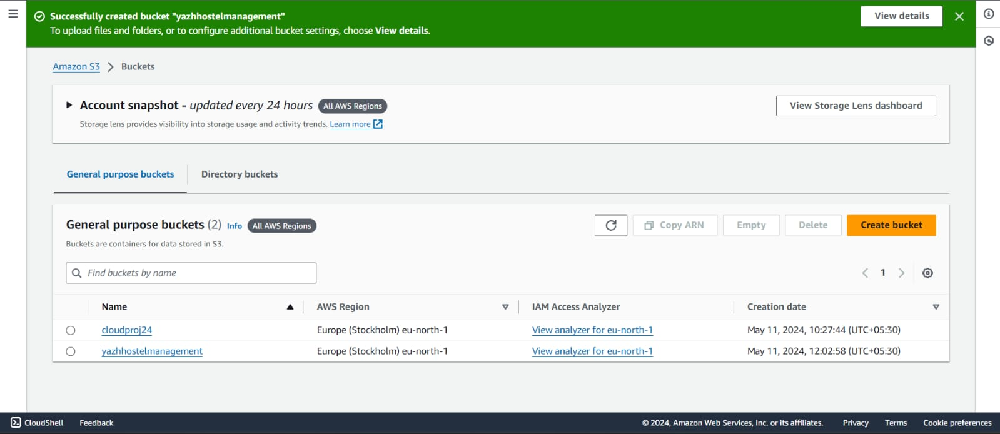 Successfully created bucket "yazhhostelmanagement"
To upload files and folders, or to configure additional bucket settings, choose View details.
View details
Amazon S3 > Buckets
Account snapshot - updated every 24 hours All AWS Regions
Storage lens provides visibility into storage usage and activity trends. Learn more
View Storage Lens dashboard
General purpose buckets
Directory buckets
General purpose buckets (2) Info All AWS Regions
Buckets are containers for data stored in S3.
Copy ARN
Empty
Delete
Create bucket
Find buckets by name
1
Name AWS Region IAM Access Analyzer Creation date
cloudproj24 Europe (Stockholm) eu-north-1 View analyzer for eu-north-1 May 11, 2024, 10:27:44 (UTC+05:30)
yazhhostelmanagement Europe (Stockholm) eu-north-1 View analyzer for eu-north-1 May 11, 2024, 12:02:58 (UTC+05:30)
CloudShell Feedback © 2024, Amazon Web Services, Inc. or its affiliates. Privacy Terms Cookie preferences